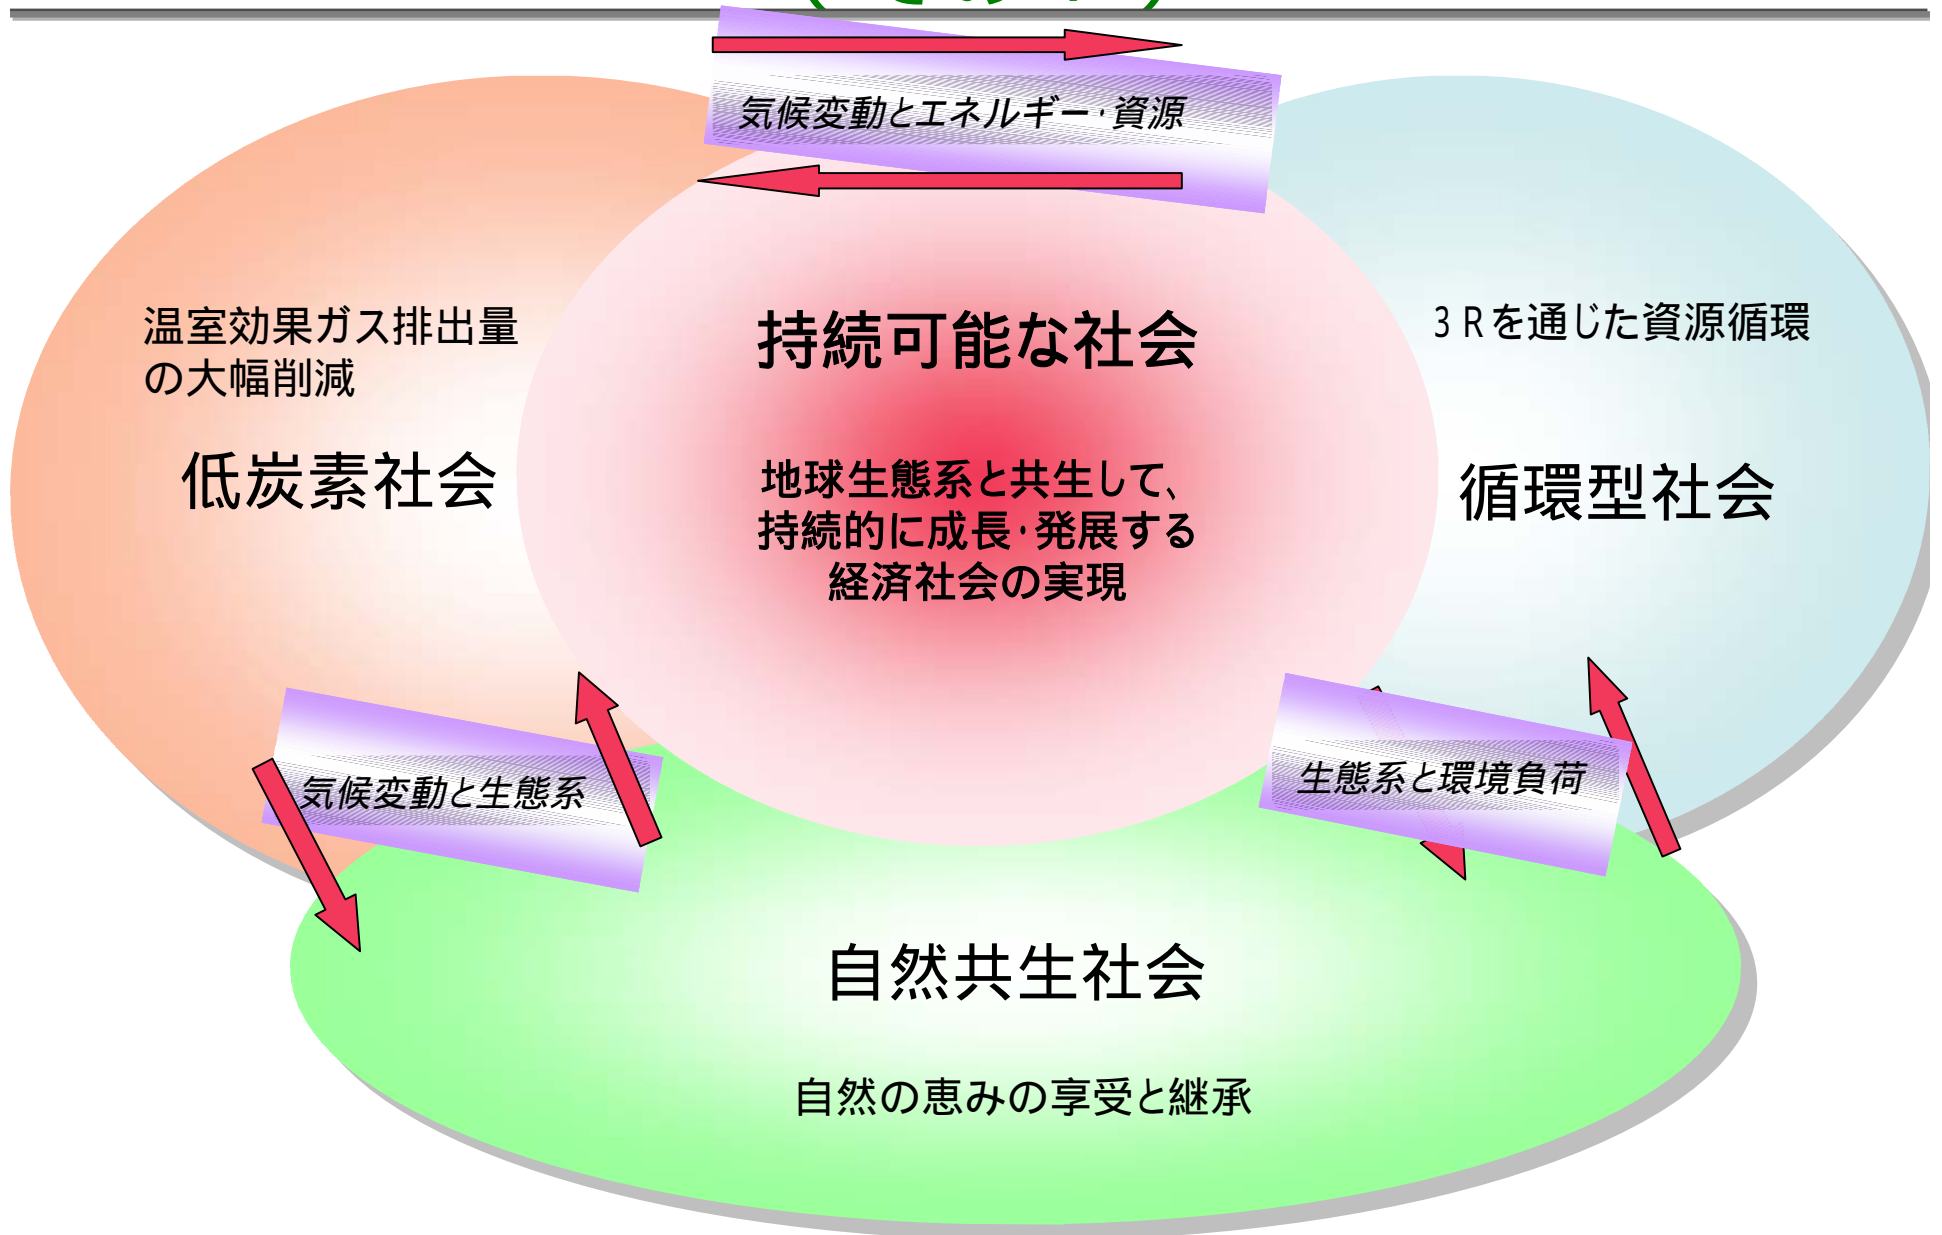 気候変動とエネルギー・資源
温室効果ガス排出量
の大幅削減
低炭素社会
持続可能な社会
地球生態系と共生して、
持続的に成長・発展する
経済社会の実現
3Rを通じた資源循環
循環型社会
気候変動と生態系
生態系と環境負荷
自然共生社会
自然の恵みの享受と継承